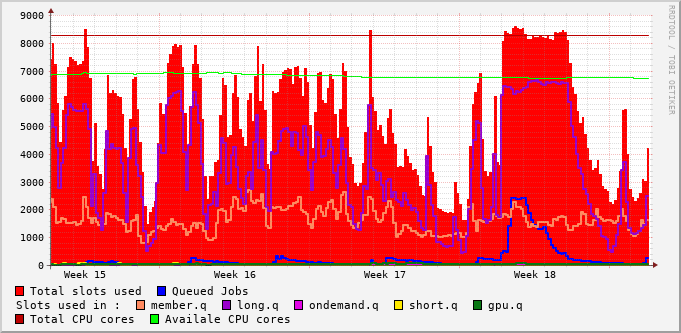 9000
8000
7000
6000
5000
4000
3000
2000
1000
0
Week 15 Week 16 Week 17 Week 18
Total slots used Queued Jobs
Slots used in : member.q long.q ondemand.q short.q gpu.q
Total CPU cores Availale CPU cores
RRDTOOL / TOBI OETIKER